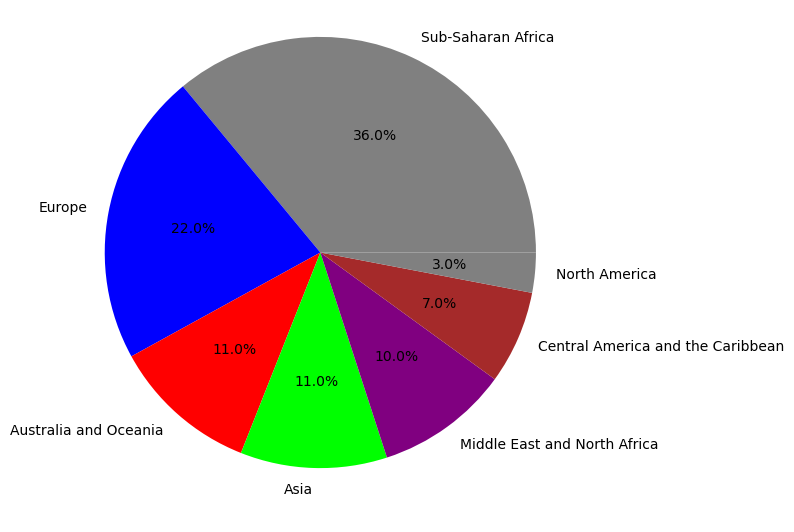 Sub-Saharan Africa
36.0%
Europe
22.0%
North America
3.0%
7.0%
Central America and the Caribbean
11.0%
10.0%
11.0%
Australia and Oceania
Middle East and North Africa
Asia